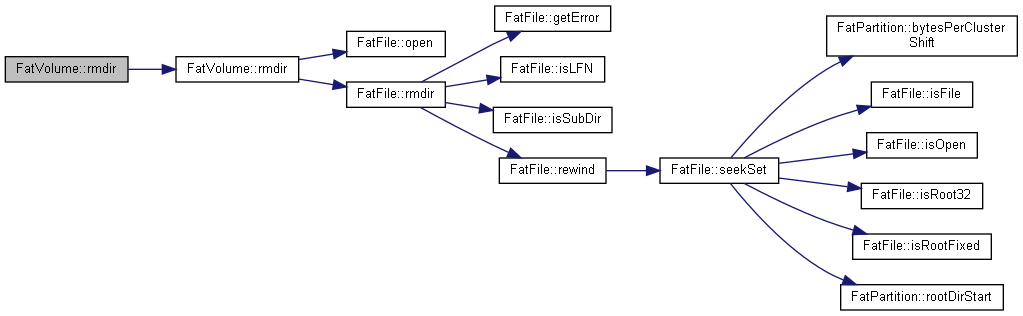 FatVolume::rmdir
FatVolume::rmdir
FatFile::open
FatFile::rmdir
FatFile::getError
FatFile::isLFN
FatFile::isSubDir
FatFile::rewind
FatFile::seekSet
FatPartition::bytesPerCluster
Shift
FatFile::isFile
FatFile::isOpen
FatFile::isRoot32
FatFile::isRootFixed
FatPartition::rootDirStart